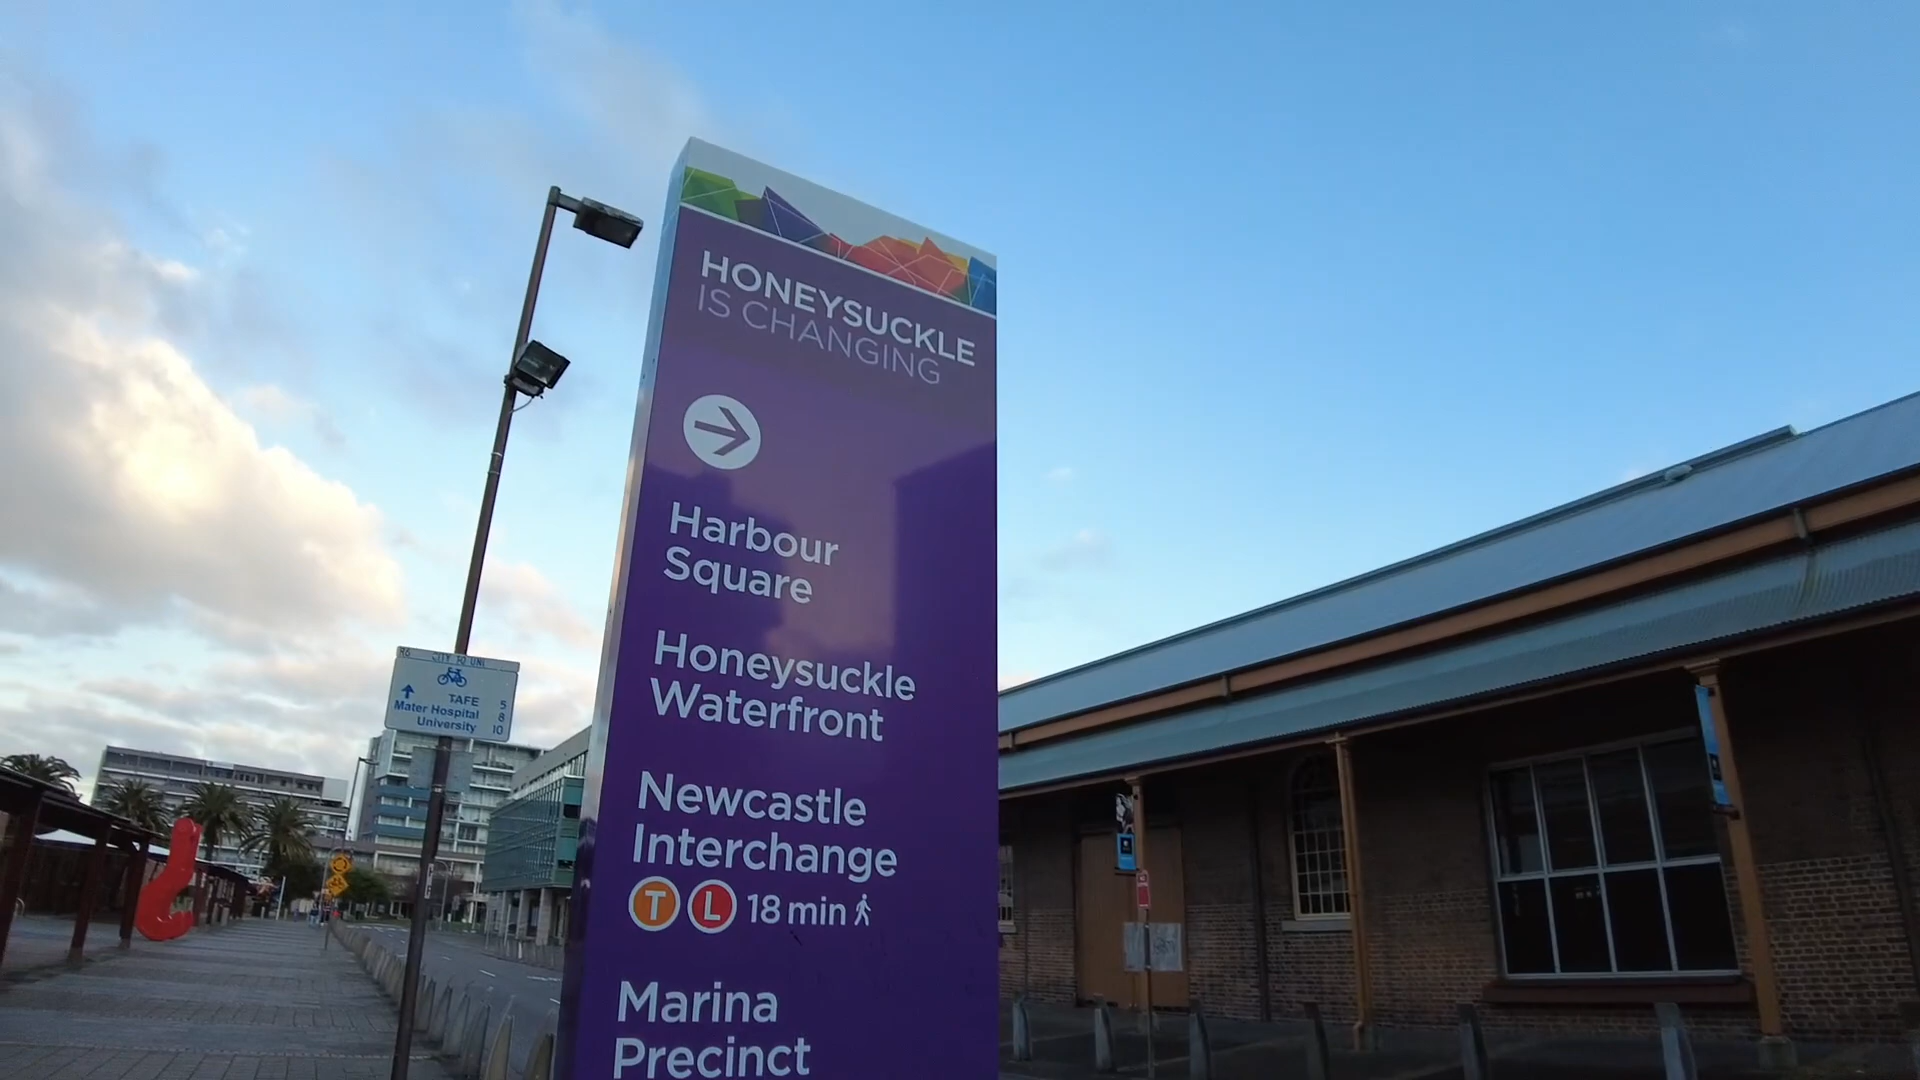 HONEYSUCKLE
IS CHANGING
Harbour
Square
Honeysuckle
Waterfront
Newcastle
Interchange
T L 18 min
Marina
Precinct
R6 CITY TO UNI
TAFE 5
Mater Hospital 8
University 10